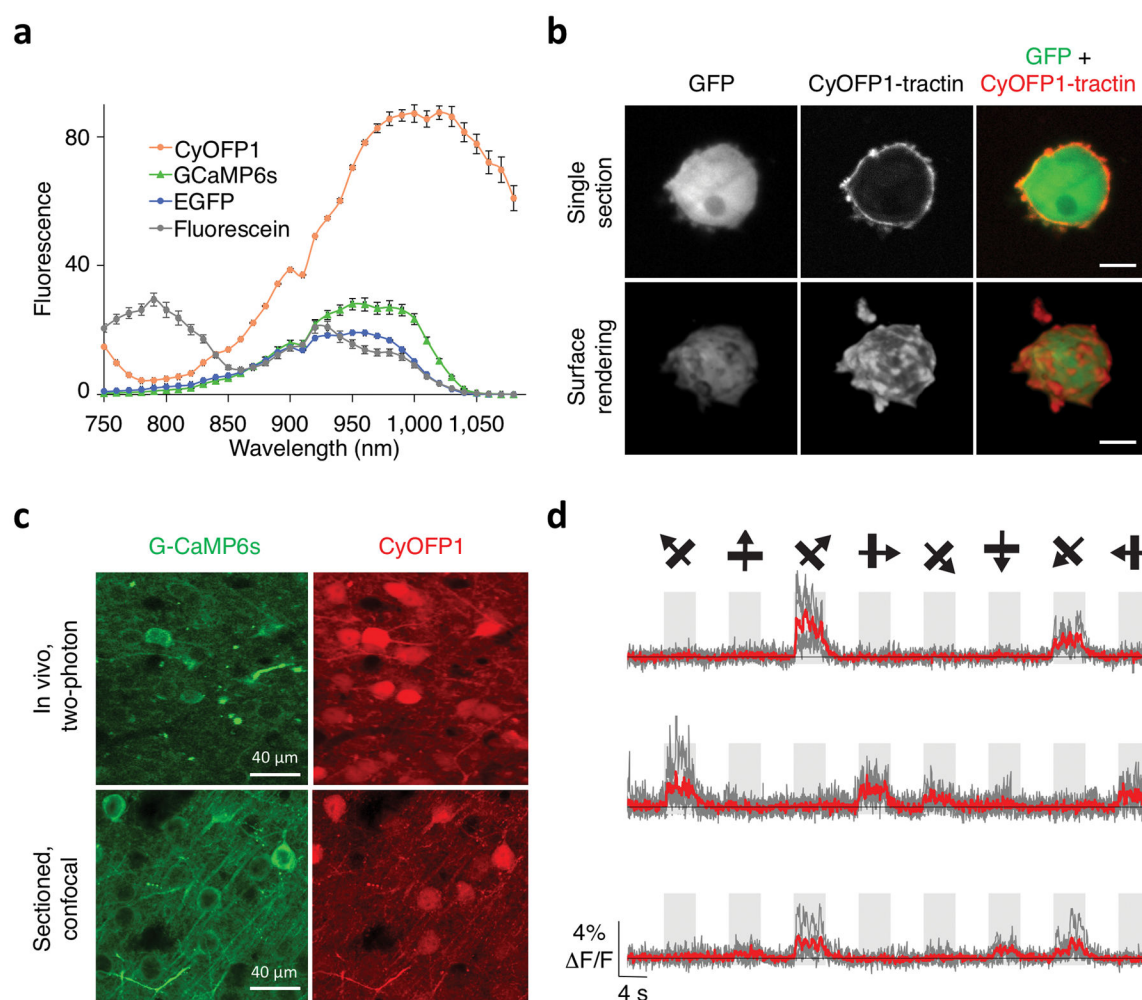 a
80
40
0
Fluorescence
CyOFP1
GCaMP6s
EGFP
Fluorescein
750 800 850 900 950 1,000 1,050
Wavelength (nm)
b
GFP
CyOFP1-tractin
GFP +
CyOFP1-tractin
Single
section
Surface
rendering
c
G-CaMP6s
CyOFP1
In vivo,
two-photon
40 μm
Sectioned,
confocal
40 μm
d
4%
ΔF/F
4 s